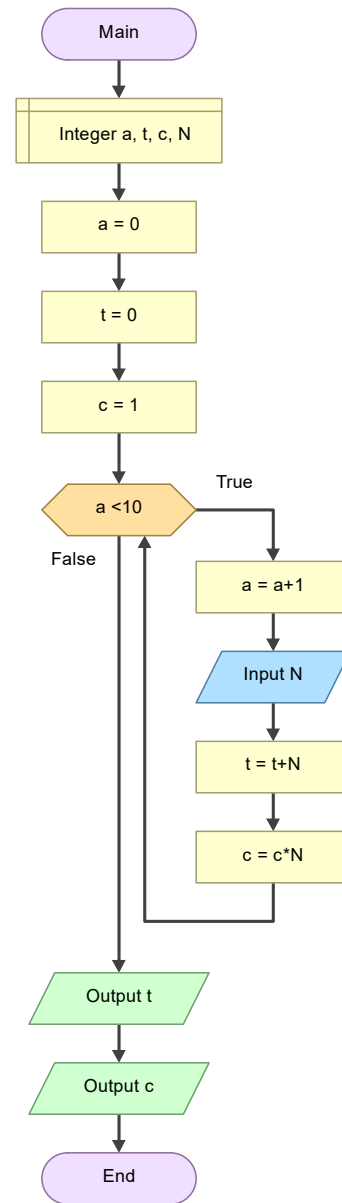 Main
Integer a, t, c, N
a = 0
t = 0
c = 1
a <10
True
False
a = a+1
Input N
t = t+N
c = c*N
Output t
Output c
End